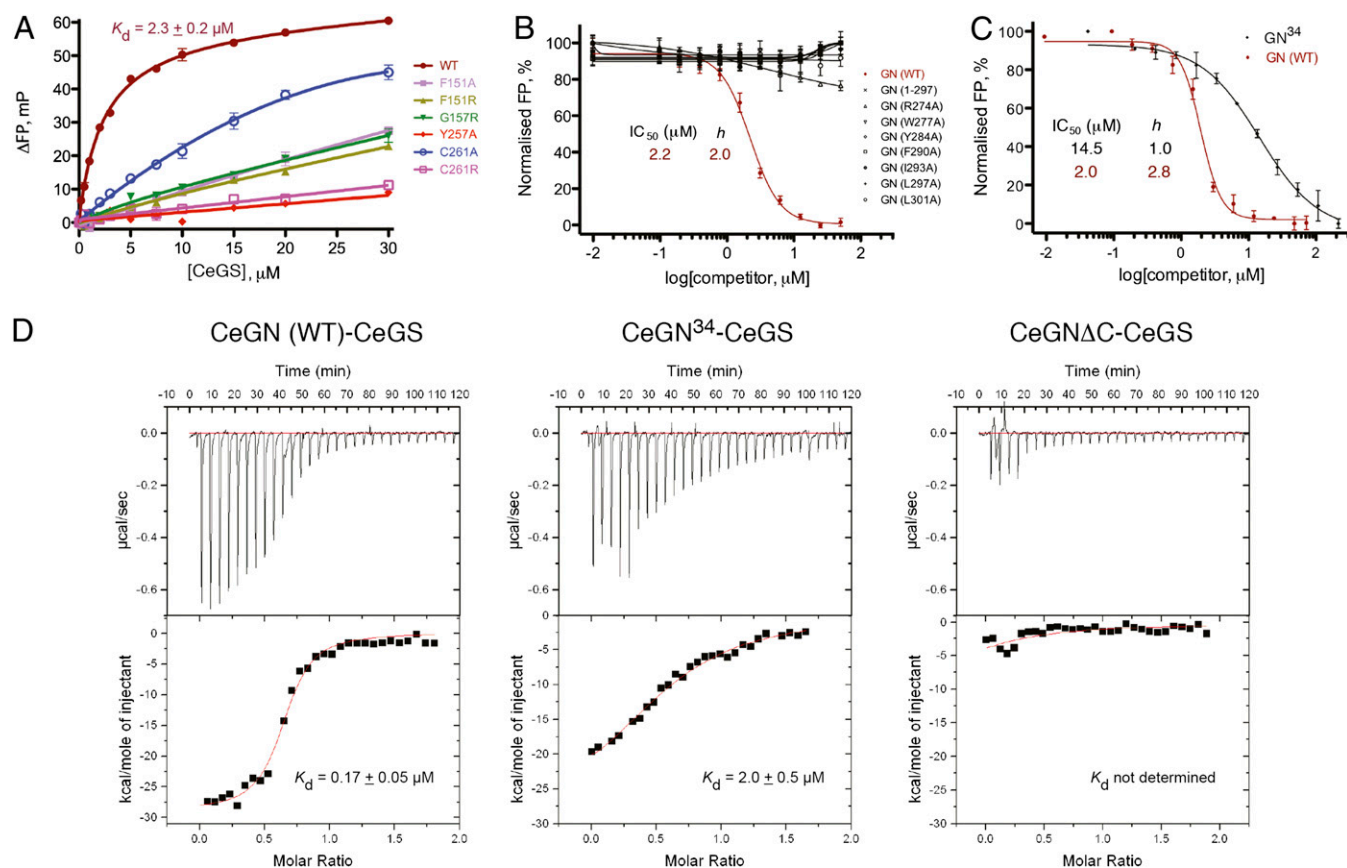 A
K_d = 2.3 ± 0.2 µM
60
50
40
30
20
10
0
ΔFP, mP
0
5
10
15
20
25
30
[CeGS], µM
WT
F151A
F151R
G157R
Y257A
C261A
C261R
B
Normalised FP, %
100
80
60
40
20
0
-2
-1
0
1
2
log[competitor, µM]
IC50 (µM) h
2.2 2.0
GN (WT)
GN (1-297)
GN (R274A)
GN (W277A)
GN (Y284A)
GN (F290A)
GN (I293A)
GN (L297A)
GN (L301A)
C
Normalised FP, %
100
80
60
40
20
0
-2
-1
0
1
2
log[competitor, µM]
IC50 (µM) h
14.5 1.0
2.0 2.8
GN³⁴
GN (WT)
D
CeGN (WT)-CeGS
Time (min)
-10 0 10 20 30 40 50 60 70 80 90 100 110 120
0.0
-0.2
-0.4
-0.6
µcal/sec
0
-5
-10
-15
-20
-25
-30
kcal/mole of injectant
K_d = 0.17 ± 0.05 µM
0.0 0.5 1.0 1.5 2.0
Molar Ratio
CeGN³⁴-CeGS
Time (min)
-10 0 10 20 30 40 50 60 70 80 90 100 110 120
0.0
-0.2
-0.4
-0.6
µcal/sec
0
-5
-10
-15
-20
-25
-30
kcal/mole of injectant
K_d = 2.0 ± 0.5 µM
0.0 0.5 1.0 1.5 2.0
Molar Ratio
CeGNΔC-CeGS
Time (min)
-10 0 10 20 30 40 50 60 70 80 90 100 110 120
0.0
-0.2
-0.4
-0.6
µcal/sec
0
-5
-10
-15
-20
-25
-30
kcal/mole of injectant
K_d not determined
0.0 0.5 1.0 1.5 2.0
Molar Ratio